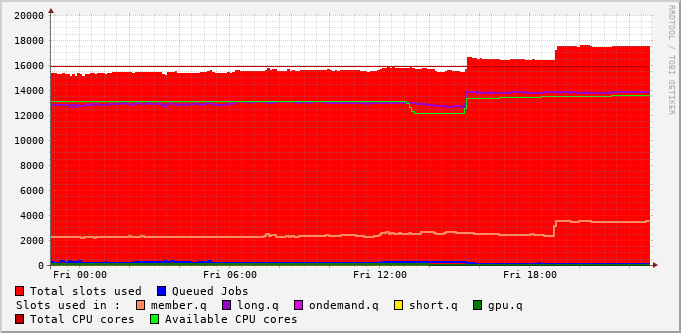 20000
18000
16000
14000
12000
10000
8000
6000
4000
2000
0
Fri 00:00 Fri 06:00 Fri 12:00 Fri 18:00
Total slots used Queued Jobs
Slots used in : member.q long.q ondemand.q short.q gpu.q
Total CPU cores Available CPU cores
RRDTOOL / TOBI OETIKER